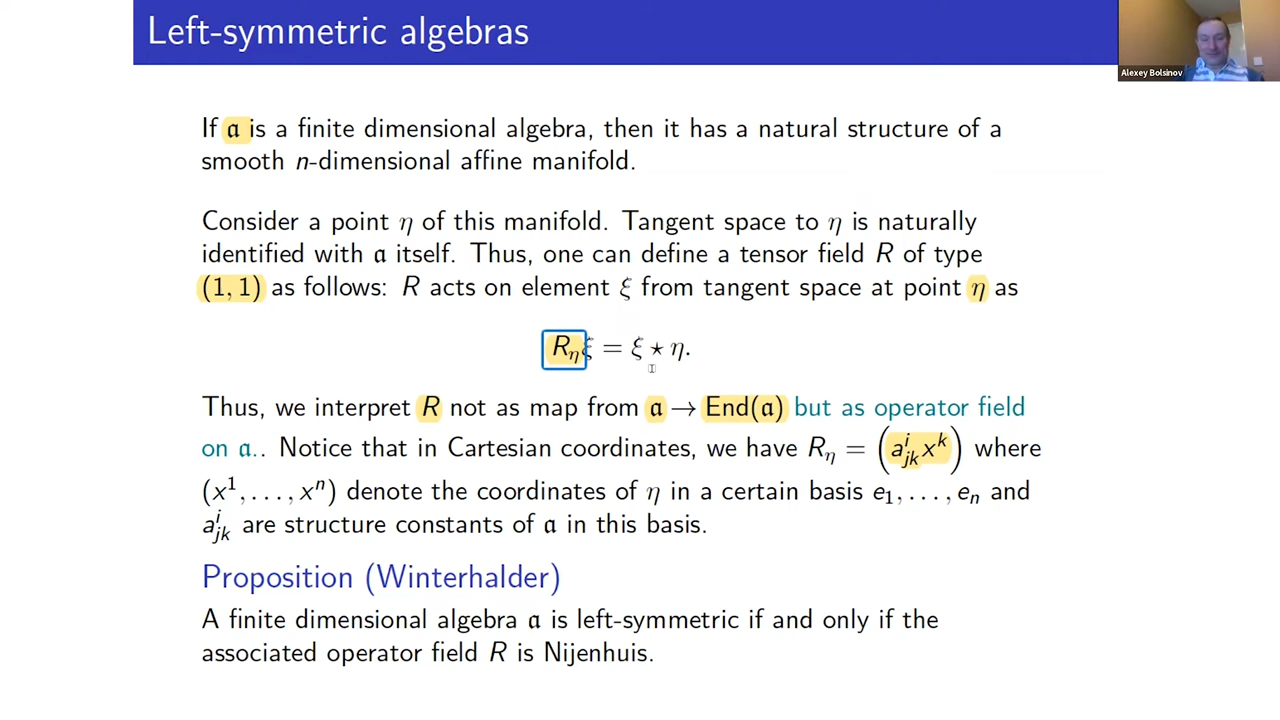 Left-symmetric algebras
Alexey Bolsinov
If 𝔞 is a finite dimensional algebra, then it has a natural structure of a
smooth n-dimensional affine manifold.
Consider a point η of this manifold. Tangent space to η is naturally
identified with 𝔞 itself. Thus, one can define a tensor field R of type
(1, 1) as follows: R acts on element ξ from tangent space at point η as
R_η ξ = ξ ⋆ η.
Thus, we interpret R not as map from 𝔞 → End(𝔞) but as operator field
on 𝔞.. Notice that in Cartesian coordinates, we have R_η = (a^i_{jk} x^k) where
(x^1, . . . , x^n) denote the coordinates of η in a certain basis e_1, . . . , e_n and
a^i_{jk} are structure constants of 𝔞 in this basis.
Proposition (Winterhalder)
A finite dimensional algebra 𝔞 is left-symmetric if and only if the
associated operator field R is Nijenhuis.